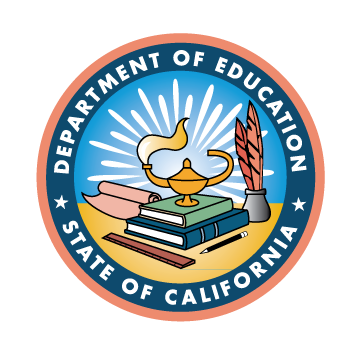 DEPARTMENT OF EDUCATION
STATE OF CALIFORNIA